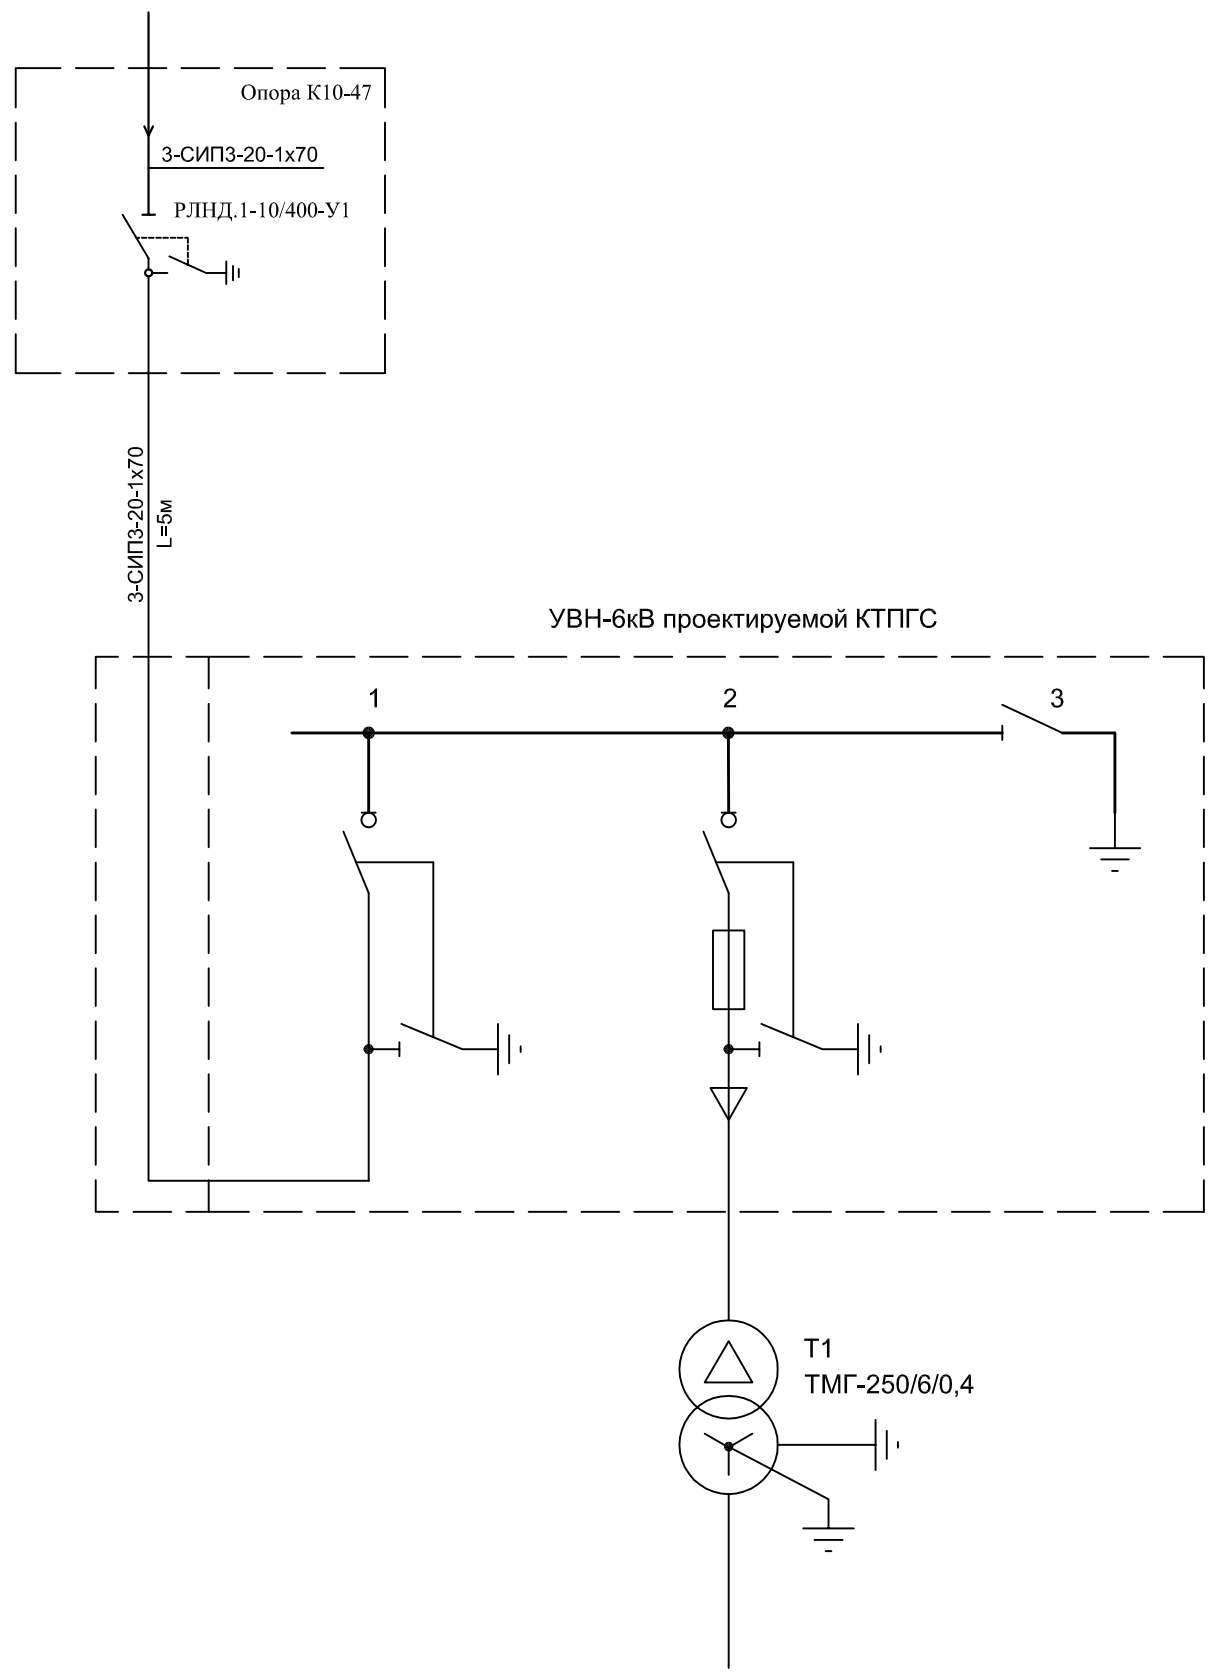 Опора К10-47
3-СИП3-20-1х70
РЛНД.1-10/400-У1
3-СИП3-20-1х70
L=5м
УВН-6кВ проектируемой КТПГС
1
2
3
Т1
ТМГ-250/6/0,4